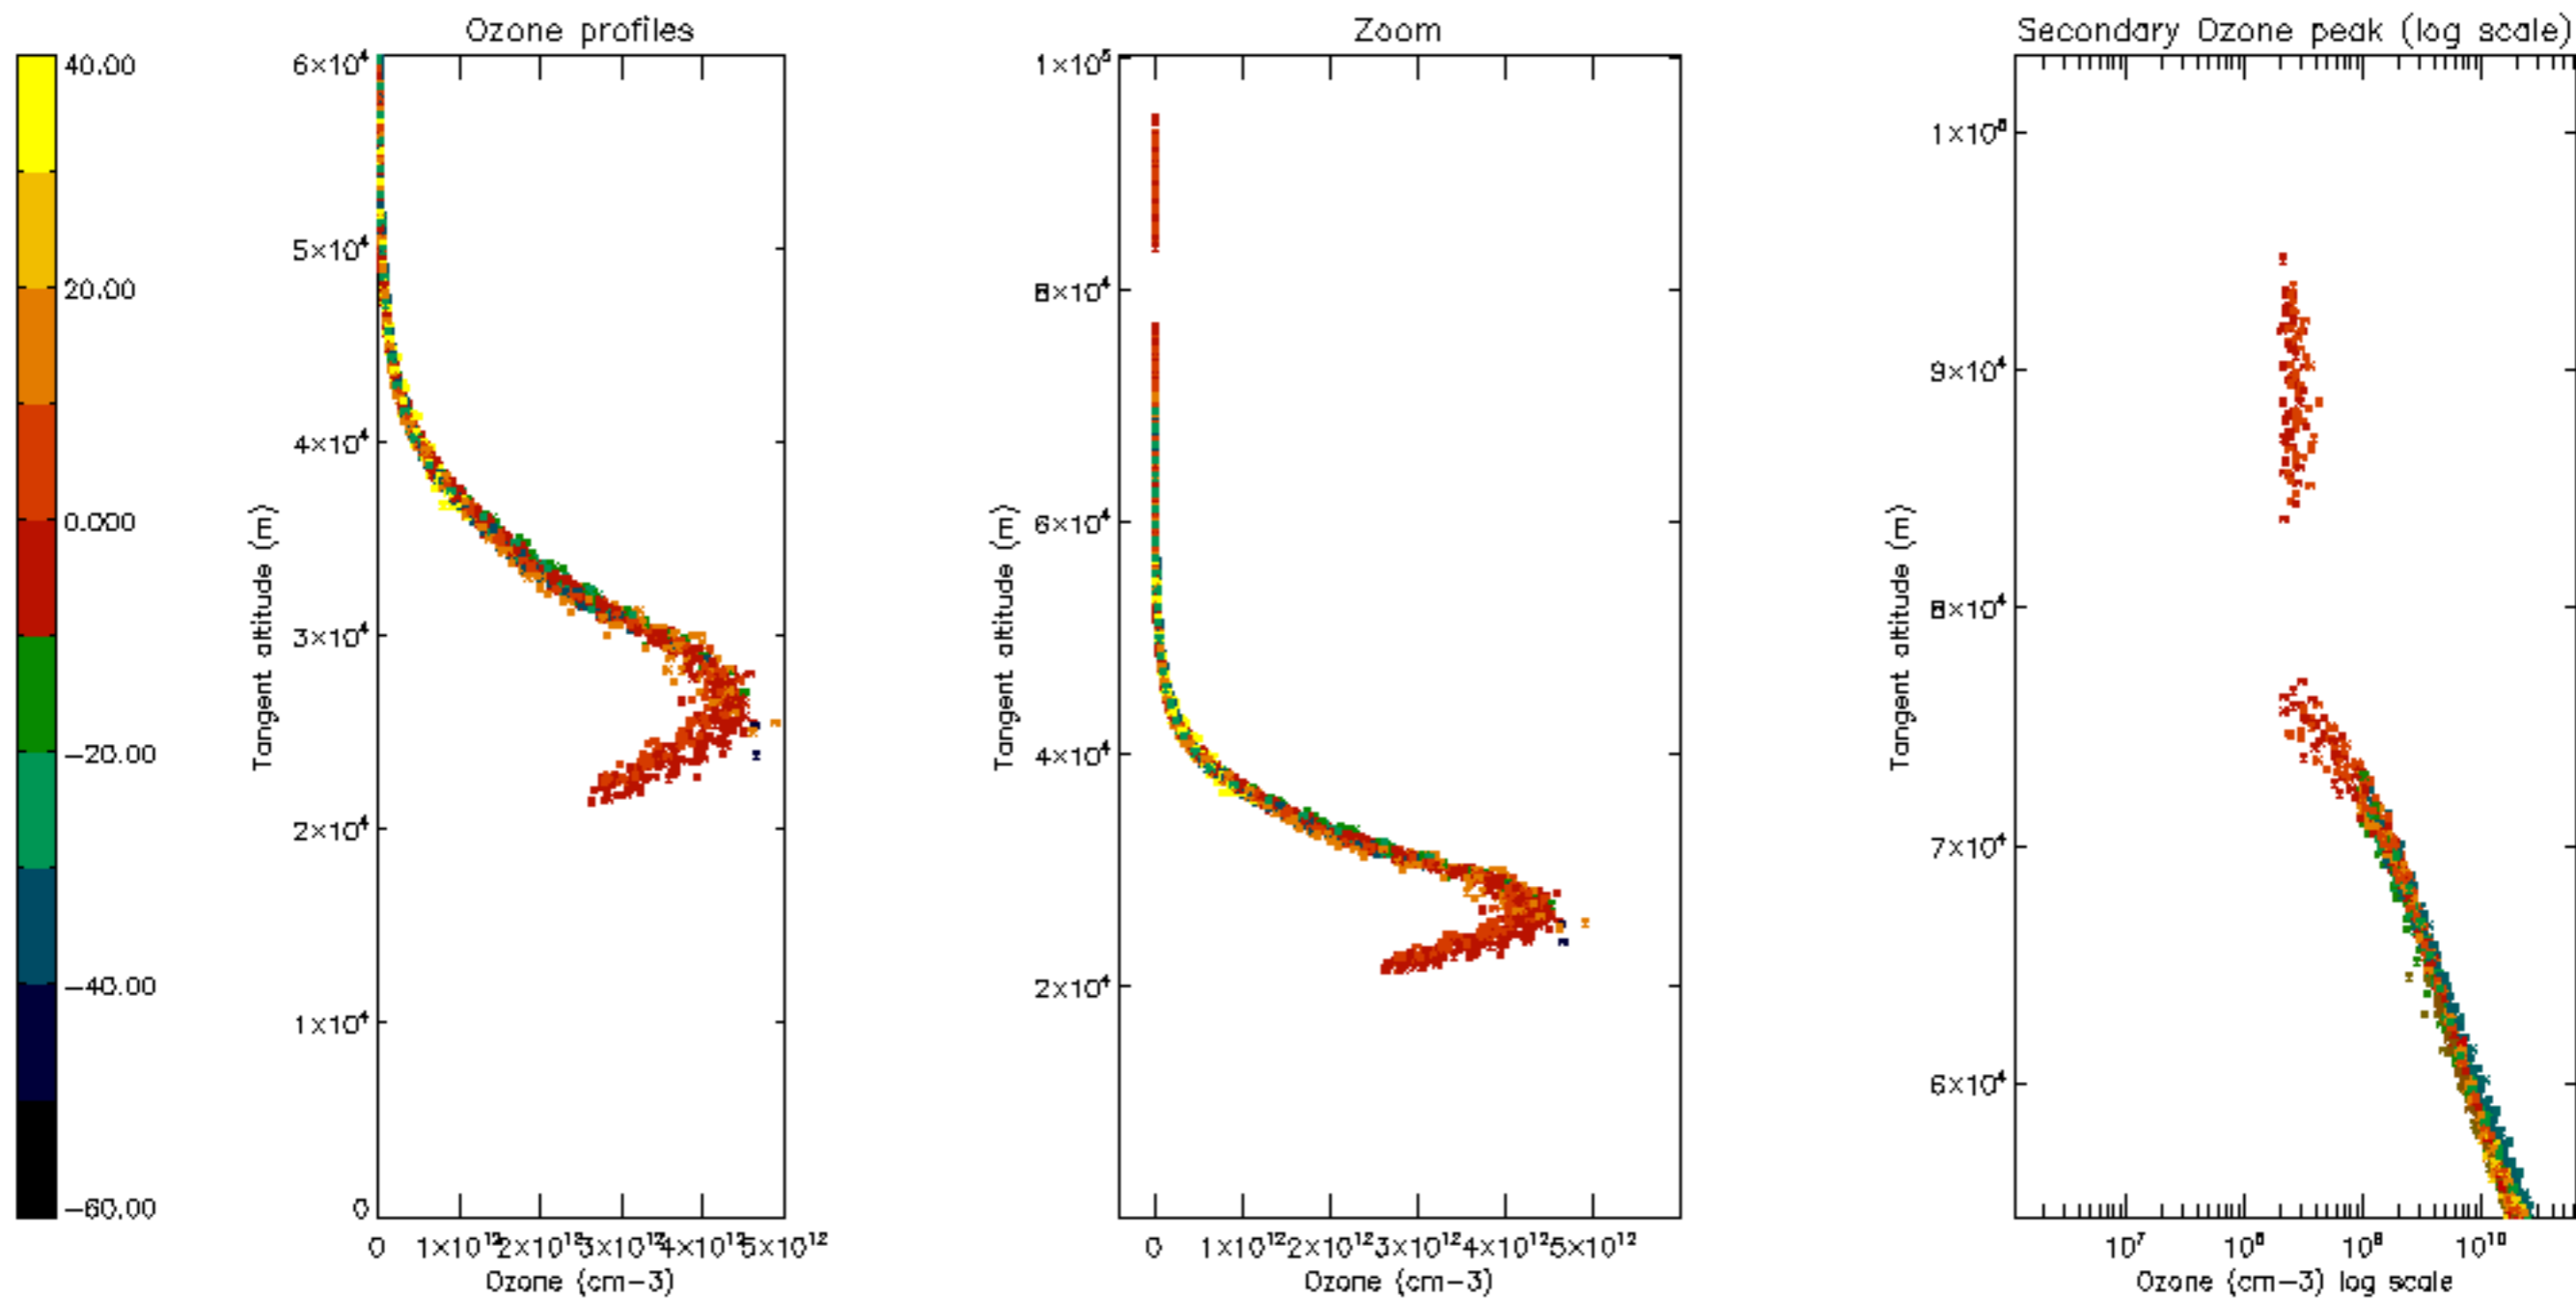 Ozone profiles
Zoom
Secondary Ozone peak (log scale)
40.00
20.00
0.000
−20.00
−40.00
−60.00
6×10⁴
5×10⁴
4×10⁴
3×10⁴
2×10⁴
1×10⁴
0
Tangent altitude (m)
0 1×10¹² 2×10¹² 3×10¹² 4×10¹² 5×10¹²
Ozone (cm−3)
1×10⁵
8×10⁴
6×10⁴
4×10⁴
2×10⁴
Tangent altitude (m)
0 1×10¹² 2×10¹² 3×10¹² 4×10¹² 5×10¹²
Ozone (cm−3)
1×10⁵
9×10⁴
8×10⁴
7×10⁴
6×10⁴
Tangent altitude (m)
10⁷ 10⁸ 10⁹ 10¹⁰
Ozone (cm−3) log scale